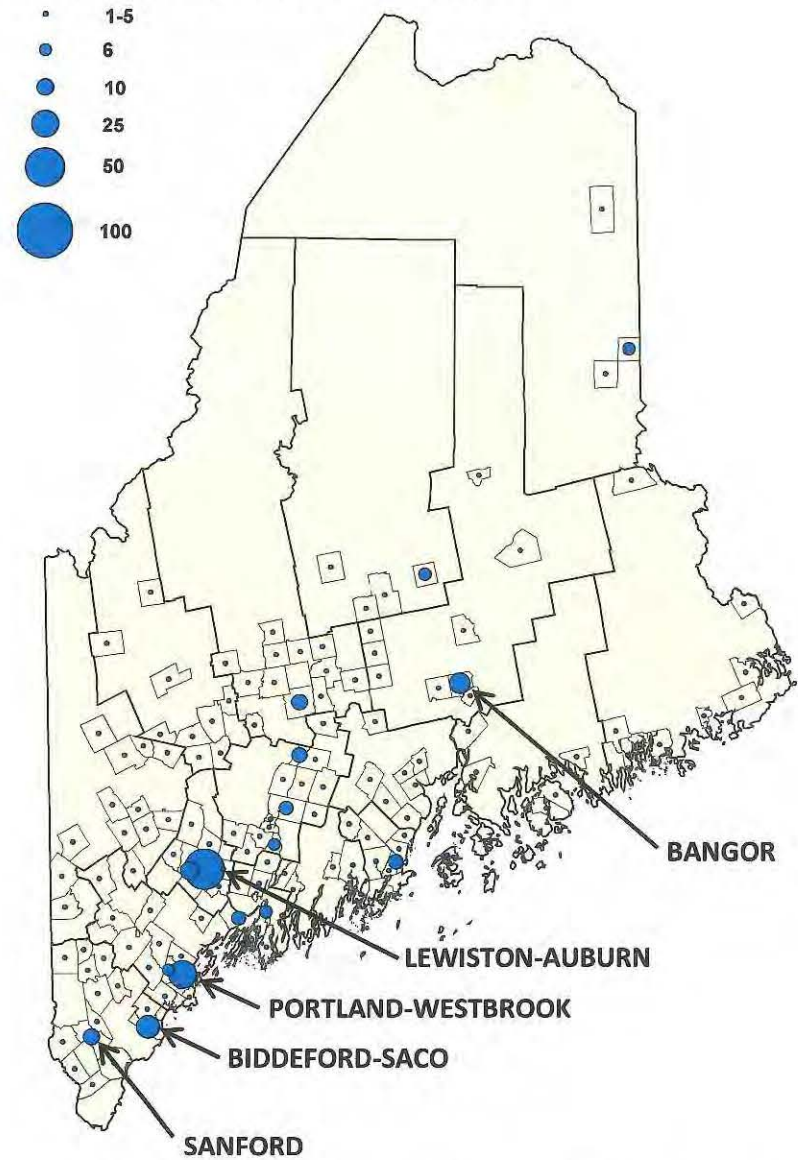 1-5
6
10
25
50
100
BANGOR
LEWISTON-AUBURN
PORTLAND-WESTBROOK
BIDDEFORD-SACO
SANFORD